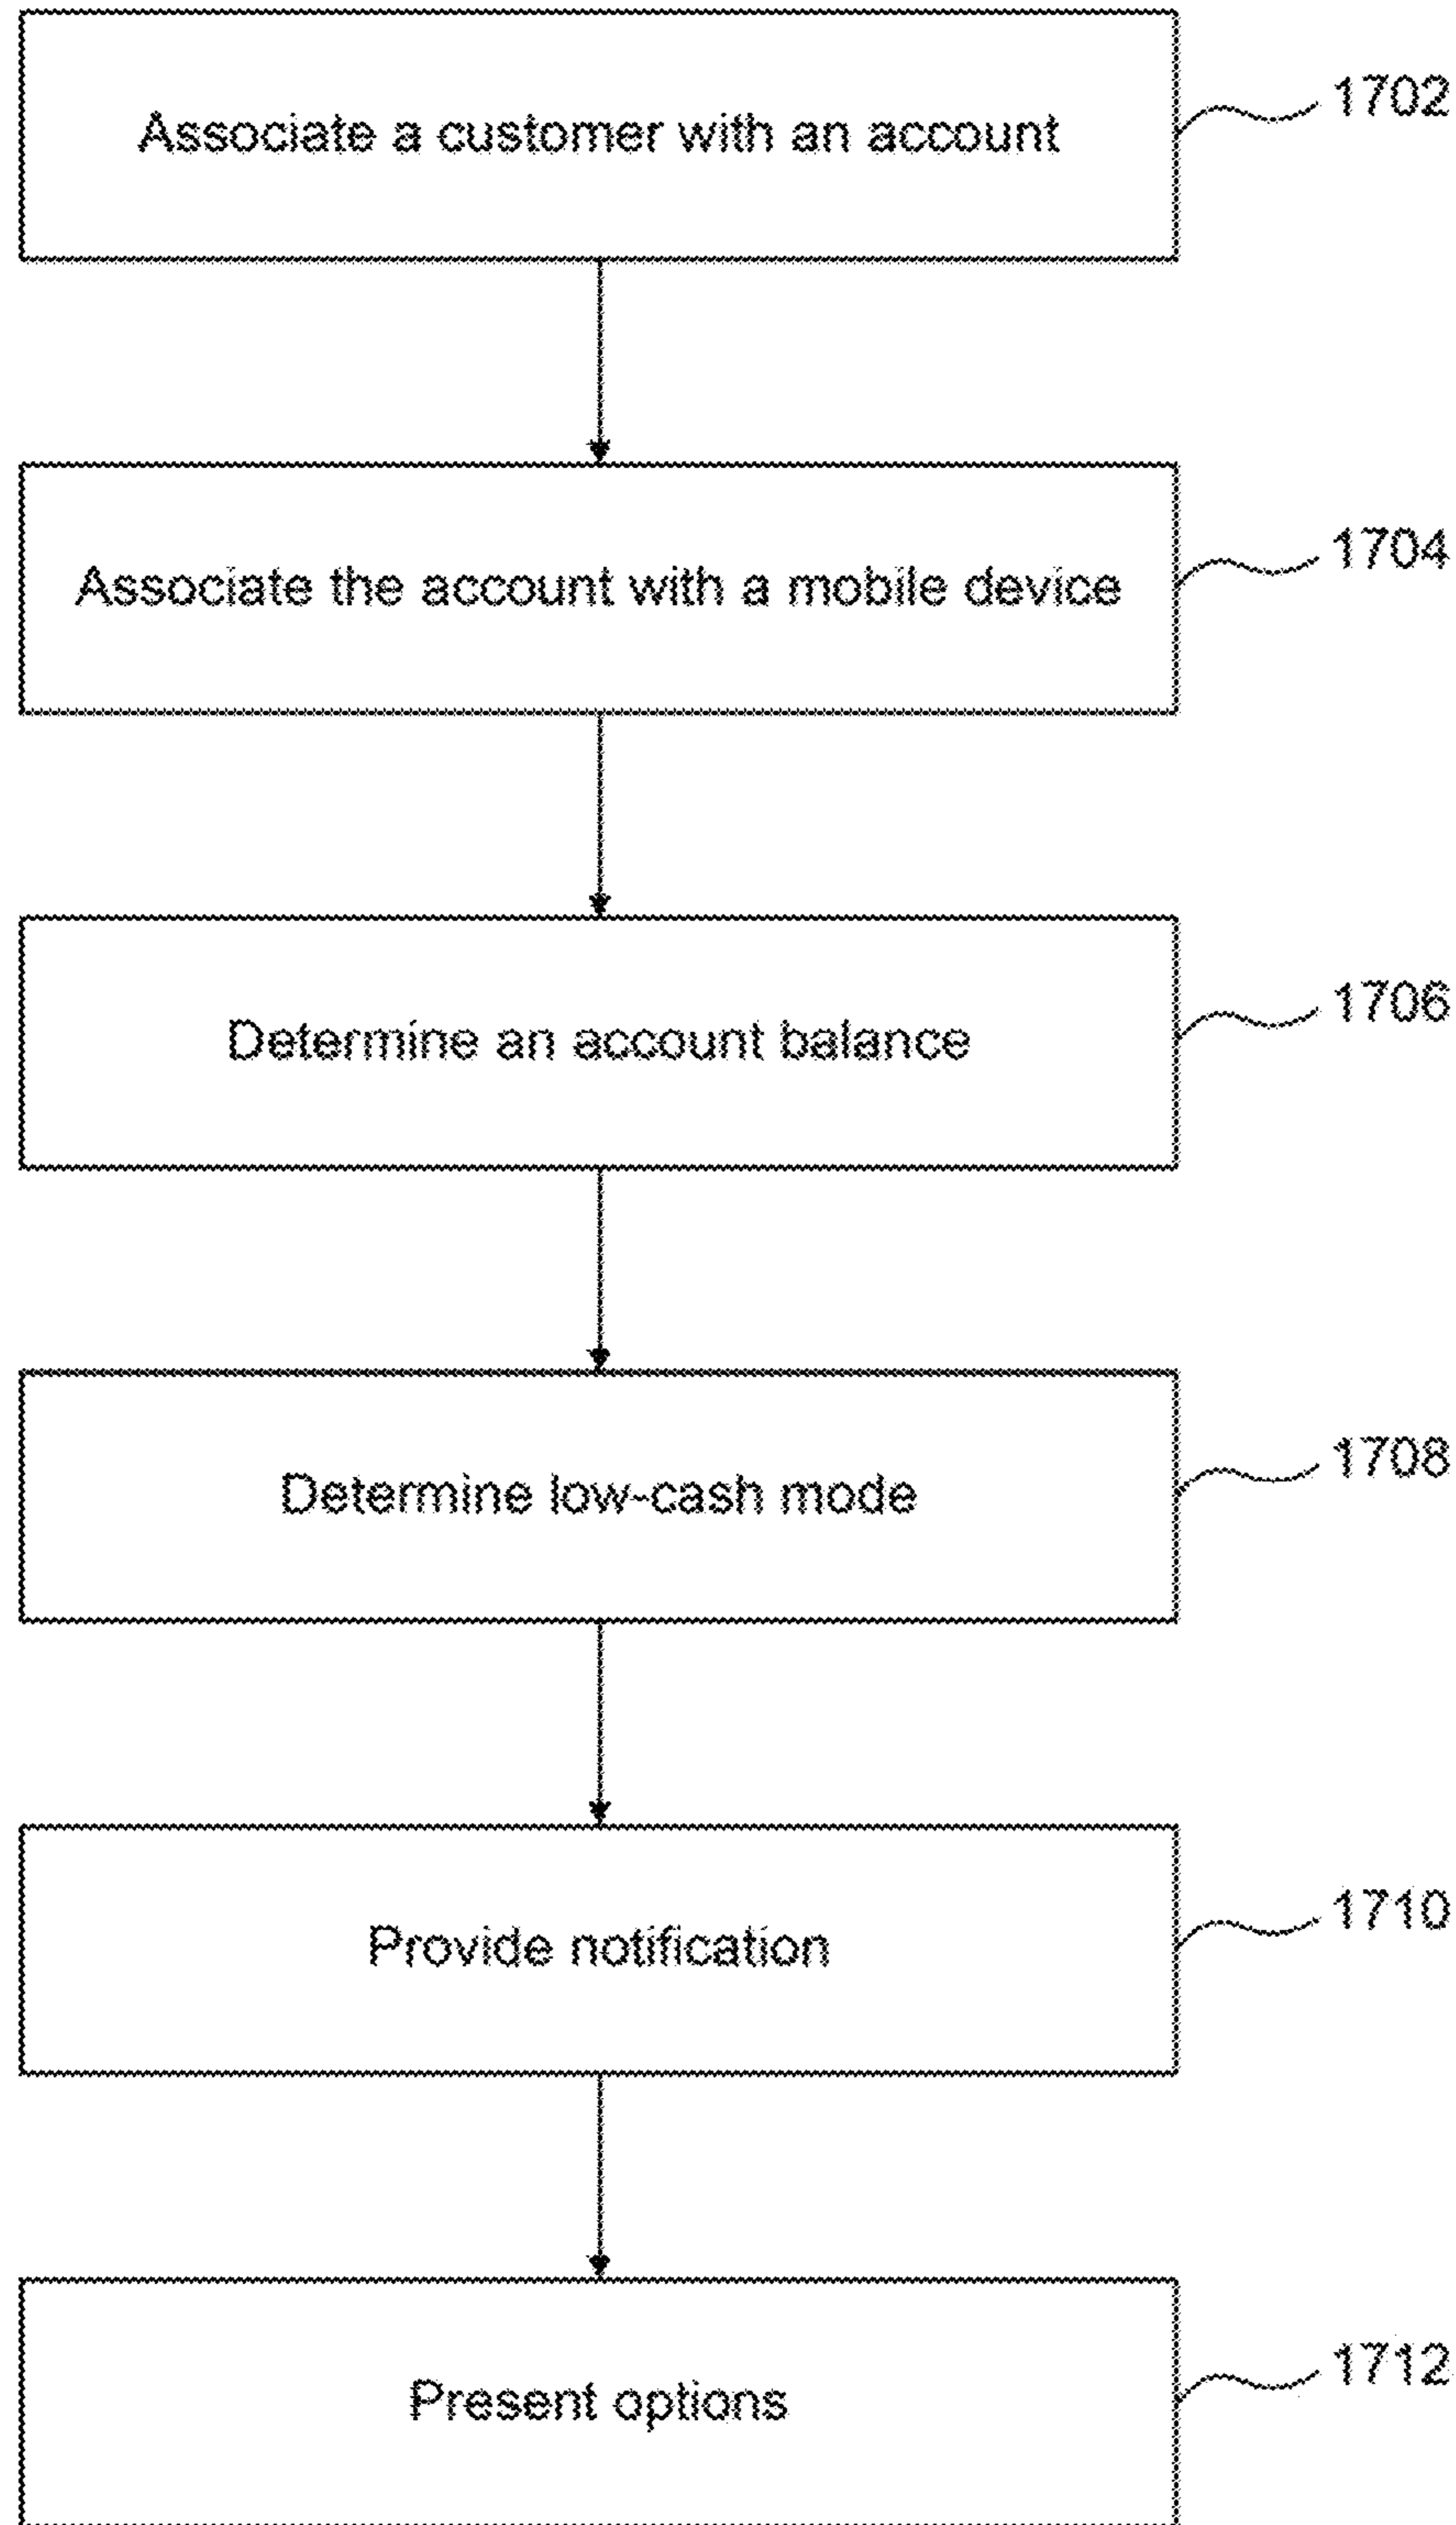 Associate a customer with an account
1702
Associate the account with a mobile device
1704
Determine an account balance
1706
Determine low-cash mode
1708
Provide notification
1710
Present options
1712